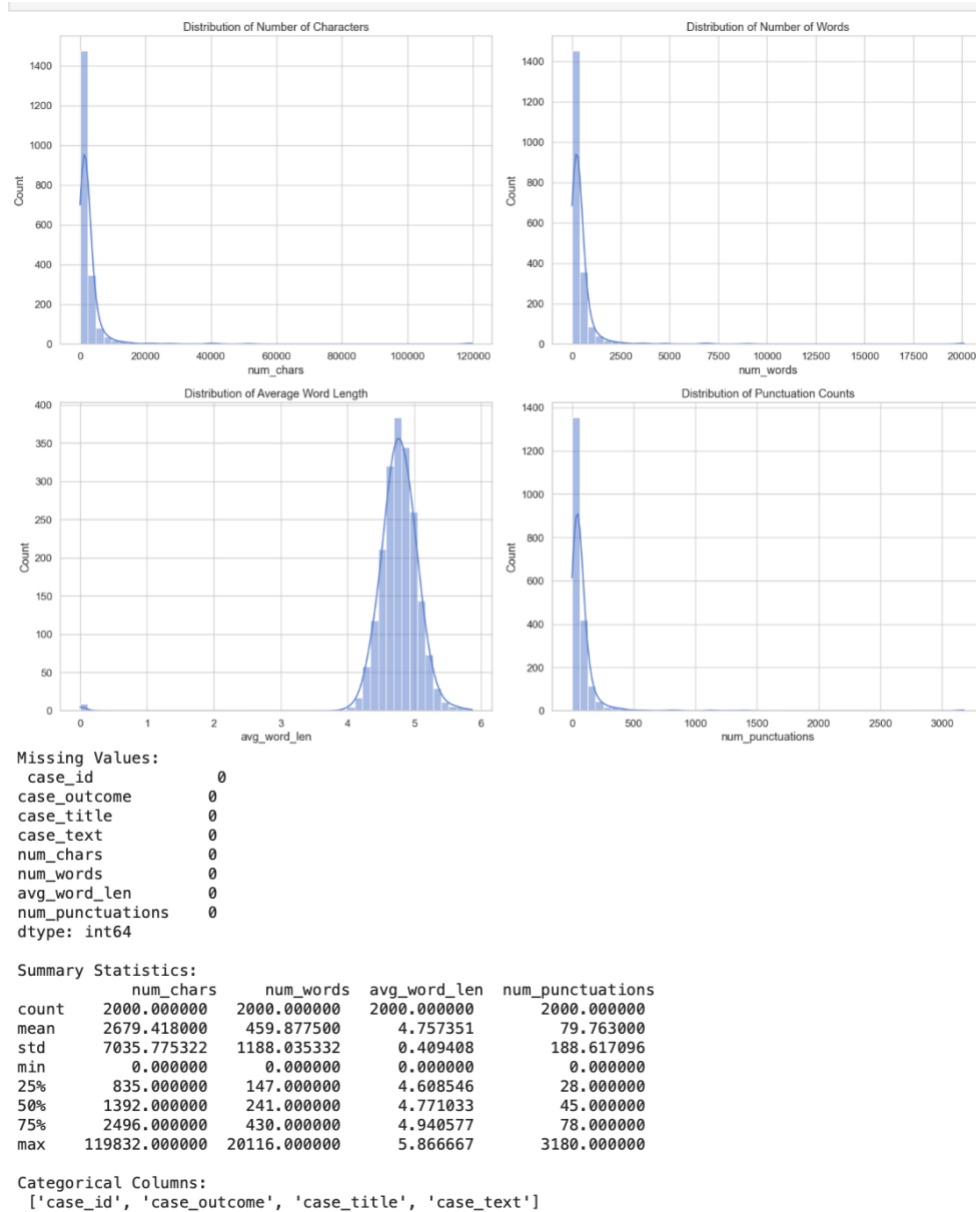 Distribution of Number of Characters
Count
1400
1200
1000
800
600
400
200
0
0 20000 40000 60000 80000 100000 120000
num_chars
Distribution of Number of Words
Count
1400
1200
1000
800
600
400
200
0
0 2500 5000 7500 10000 12500 15000 17500 20000
num_words
Distribution of Average Word Length
Count
400
350
300
250
200
150
100
50
0
0 1 2 3 4 5 6
avg_word_len
Distribution of Punctuation Counts
Count
1400
1200
1000
800
600
400
200
0
0 500 1000 1500 2000 2500 3000
num_punctuations
Missing Values:
case_id 0
case_outcome 0
case_title 0
case_text 0
num_chars 0
num_words 0
avg_word_len 0
num_punctuations 0
dtype: int64
Summary Statistics:
num_chars num_words avg_word_len num_punctuations
count 2000.000000 2000.000000 2000.000000 2000.000000
mean 2679.418000 459.877500 4.757351 79.763000
std 7035.775322 1188.035332 0.409408 188.617096
min 0.000000 0.000000 0.000000 0.000000
25% 835.000000 147.000000 4.608546 28.000000
50% 1392.000000 241.000000 4.771033 45.000000
75% 2496.000000 430.000000 4.940577 78.000000
max 119832.000000 20116.000000 5.866667 3180.000000
Categorical Columns:
['case_id', 'case_outcome', 'case_title', 'case_text']